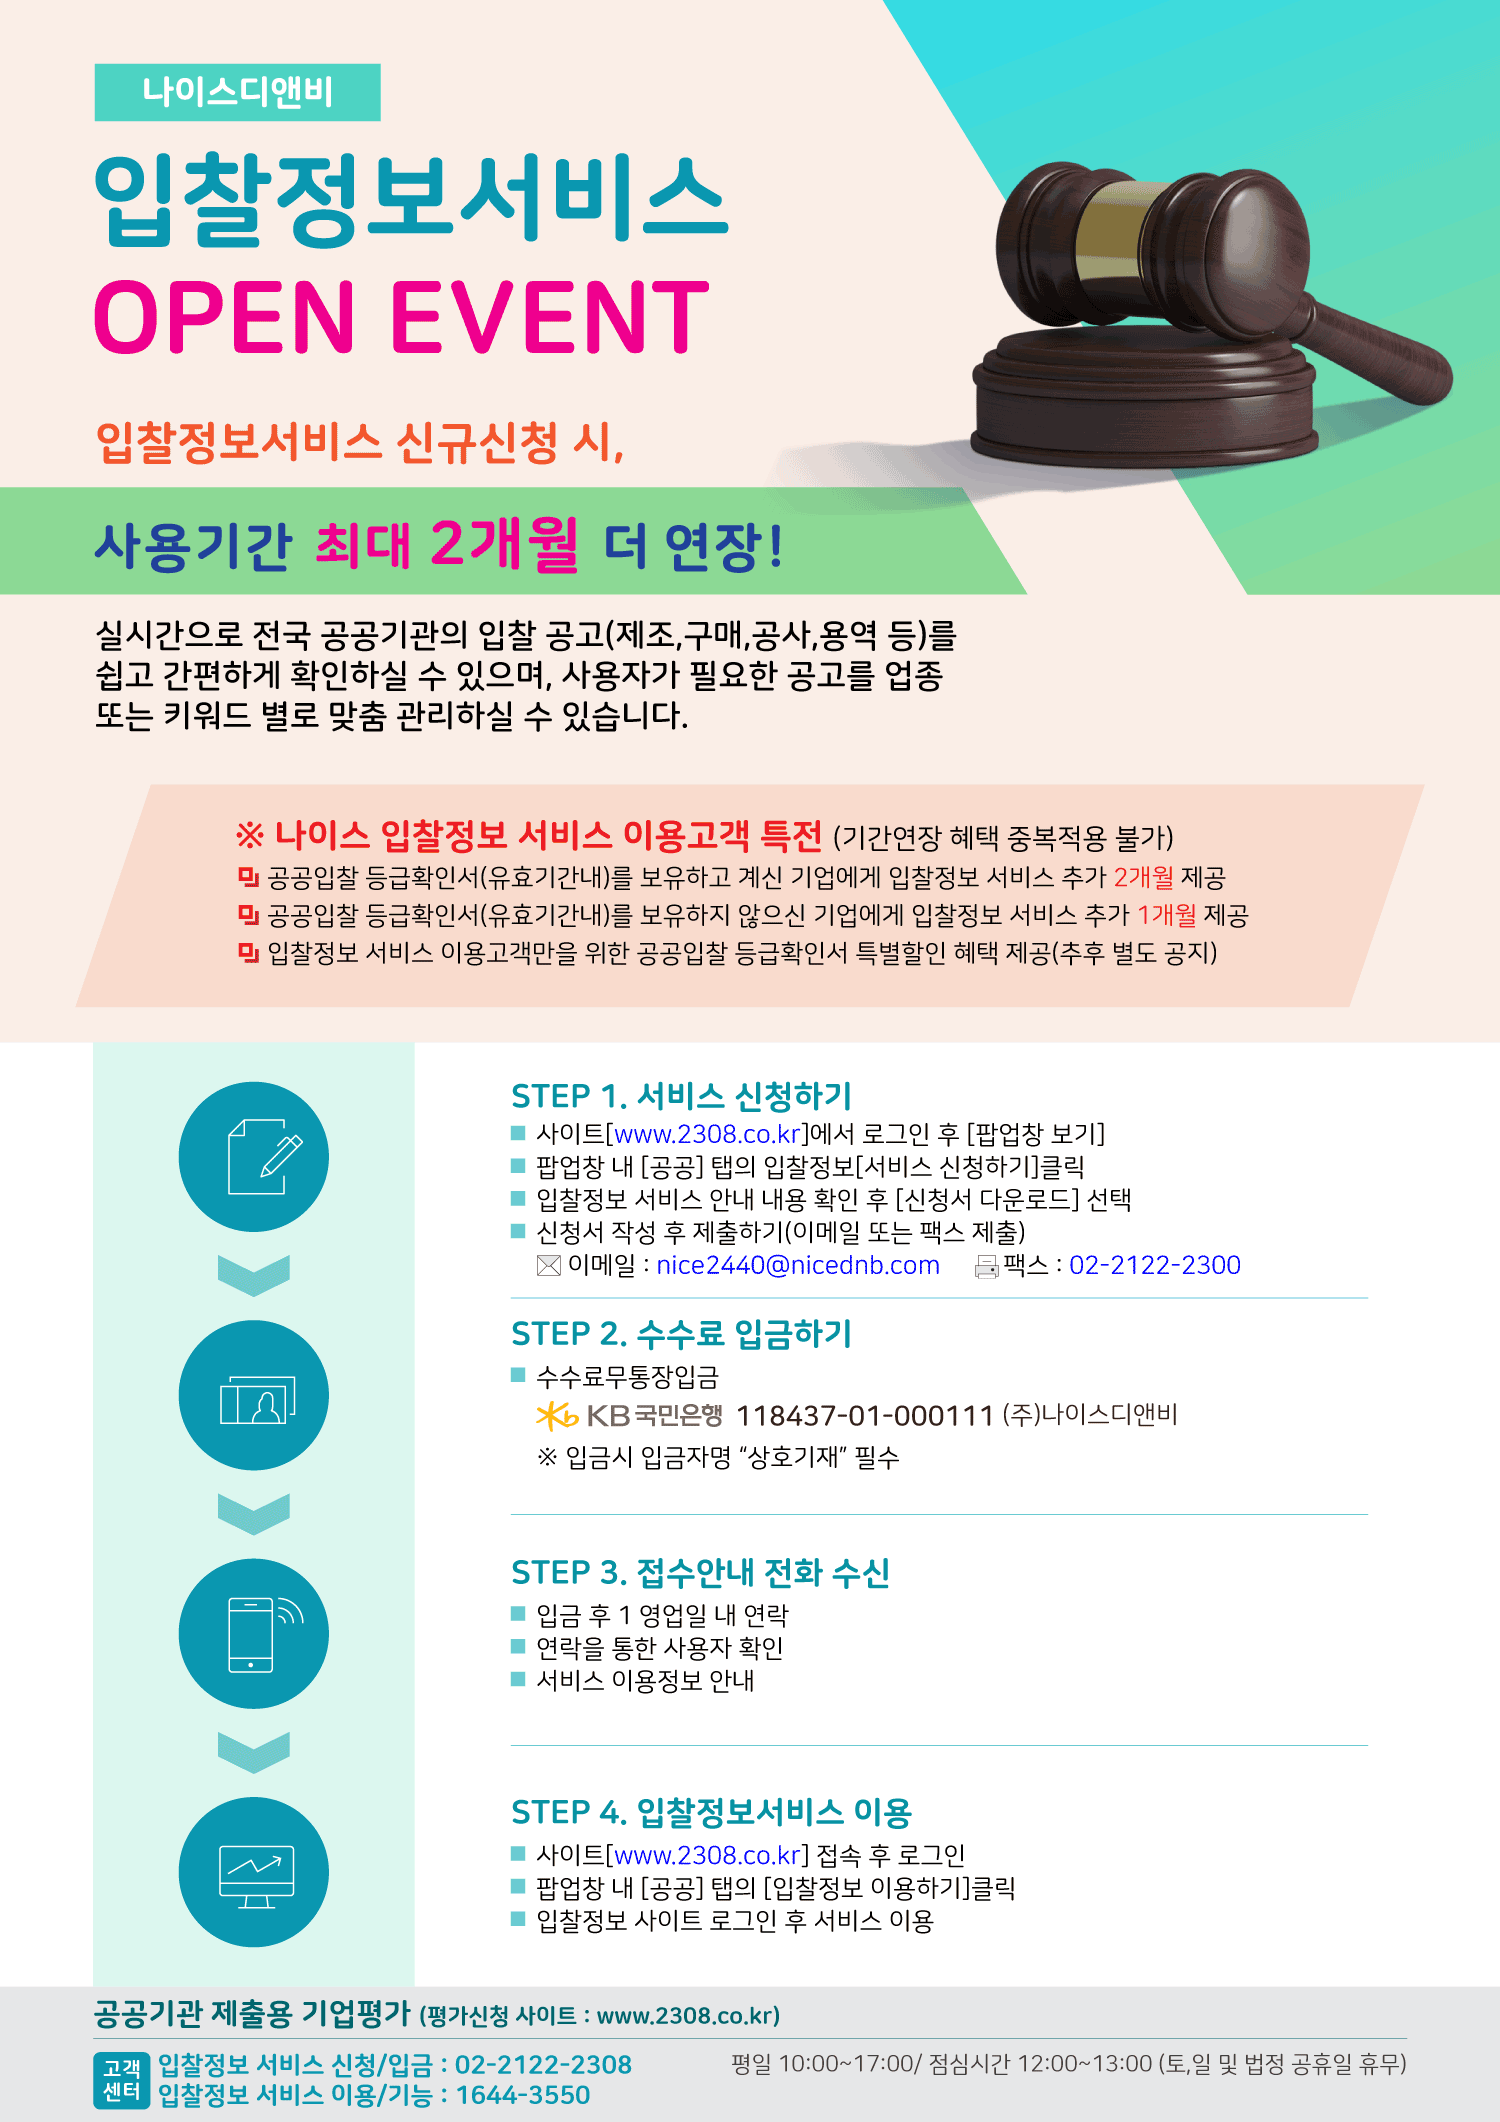 나이스디앤비
입찰정보서비스
OPEN EVENT
입찰정보서비스 신규신청 시,
사용기간 최대 2개월 더 연장!
실시간으로 전국 공공기관의 입찰 공고(제조,구매,공사,용역 등)를
쉽고 간편하게 확인하실 수 있으며, 사용자가 필요한 공고를 업종
또는 키워드 별로 맞춤 관리하실 수 있습니다.
※ 나이스 입찰정보 서비스 이용고객 특전 (기간연장 혜택 중복적용 불가)
공공입찰 등급확인서(유효기간내)를 보유하고 계신 기업에게 입찰정보 서비스 추가 2개월 제공
공공입찰 등급확인서(유효기간내)를 보유하지 않으신 기업에게 입찰정보 서비스 추가 1개월 제공
입찰정보 서비스 이용고객만을 위한 공공입찰 등급확인서 특별할인 혜택 제공(추후 별도 공지)
STEP 1. 서비스 신청하기
사이트[www.2308.co.kr]에서 로그인 후 [팝업창 보기]
팝업창 내 [공공] 탭의 입찰정보[서비스 신청하기]클릭
입찰정보 서비스 안내 내용 확인 후 [신청서 다운로드] 선택
신청서 작성 후 제출하기(이메일 또는 팩스 제출)
이메일 : nice2440@nicednb.com 팩스 : 02-2122-2300
STEP 2. 수수료 입금하기
수수료무통장입금
KB국민은행 118437-01-000111 (주)나이스디앤비
※ 입금시 입금자명 “상호기재” 필수
STEP 3. 접수안내 전화 수신
입금 후 1 영업일 내 연락
연락을 통한 사용자 확인
서비스 이용정보 안내
STEP 4. 입찰정보서비스 이용
사이트[www.2308.co.kr] 접속 후 로그인
팝업창 내 [공공] 탭의 [입찰정보 이용하기]클릭
입찰정보 사이트 로그인 후 서비스 이용
공공기관 제출용 기업평가 (평가신청 사이트 : www.2308.co.kr)
고객
센터
입찰정보 서비스 신청/입금 : 02-2122-2308
입찰정보 서비스 이용/기능 : 1644-3550
평일 10:00~17:00/ 점심시간 12:00~13:00 (토,일 및 법정 공휴일 휴무)